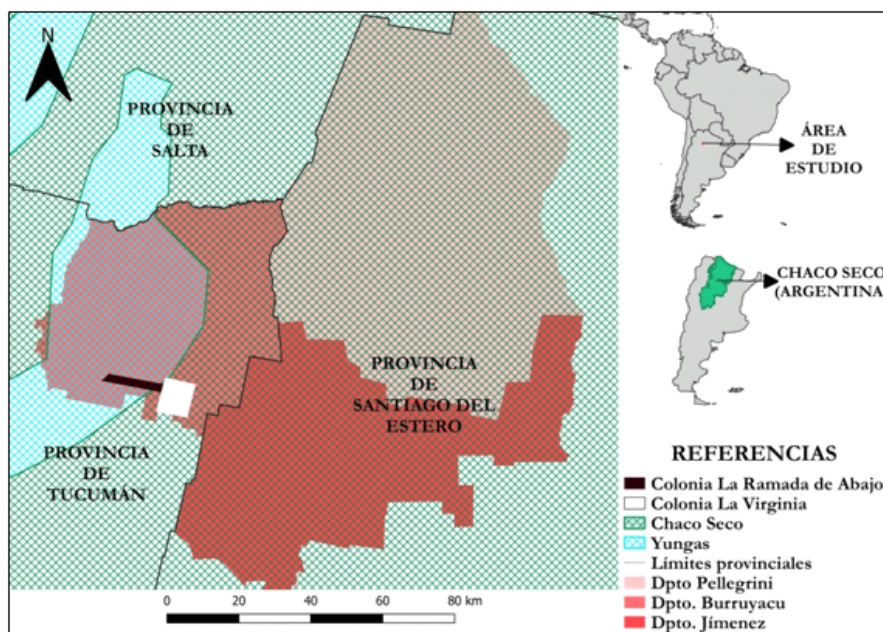 N
PROVINCIA
DE
SALTA
PROVINCIA
DE
SANTIAGO DEL
ESTERO
PROVINCIA
DE
TUCUMÁN
0 20 40 60 80 km
ÁREA
DE
ESTUDIO
CHACO SECO
(ARGENTINA
REFERENCIAS
Colonia La Ramada de Abajo
Colonia La Virginia
Chaco Seco
Yungas
Límites provinciales
Dpto Pellegrini
Dpto. Burruyacu
Dpto. Jímenez